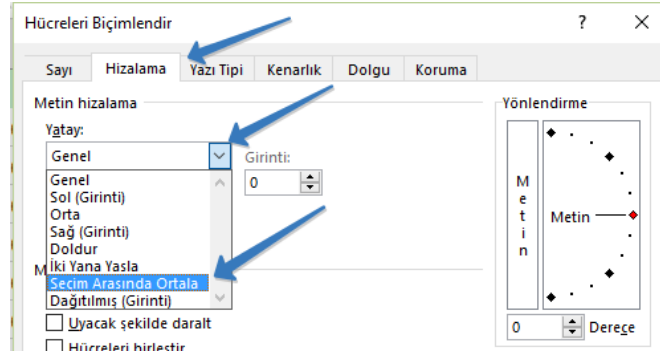 Hücreleri Biçimlendir ?
Sayı Hizalama Yazı Tipi Kenarlık Dolgu Koruma
Metin hizalama
Yatay:
Genel
Girinti:
0
Genel
Sol (Girinti)
Orta
Sağ (Girinti)
Doldur
İki Yana Yasla
Seçim Arasında Ortala
Dağıtılmış (Girinti)
M
Uyacak şekilde daralt
Hücreleri birleştir
Yönlendirme
Metin
Metin
0 Derece